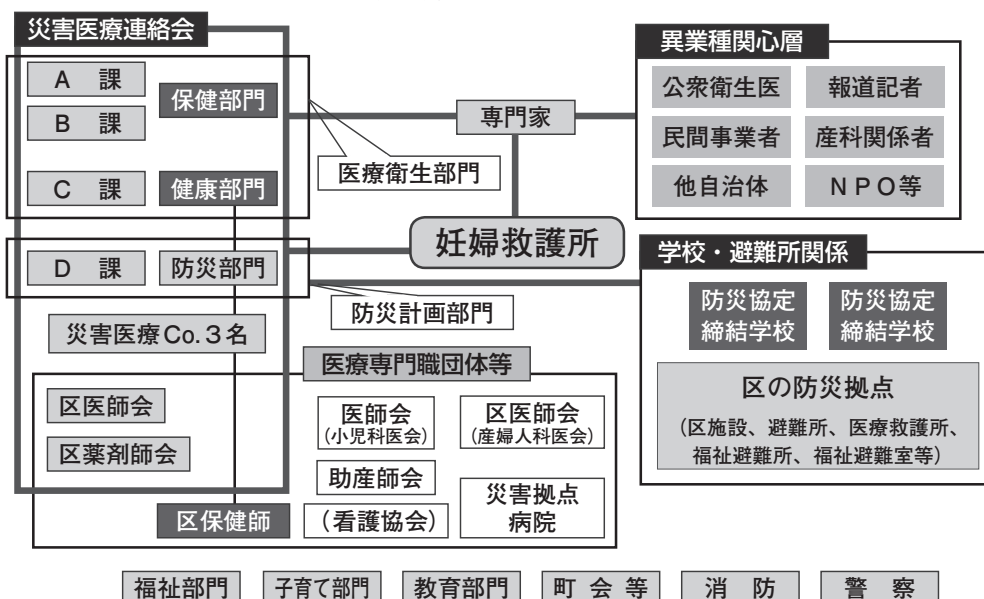 災害医療連絡会
A 課
B 課
保健部門
C 課
健康部門
医療衛生部門
専門家
異業種関心層
公衆衛生医
報道記者
民間事業者
産科関係者
他自治体
NPO等
妊婦救護所
D 課
防災部門
防災計画部門
学校・避難所関係
防災協定
締結学校
防災協定
締結学校
区の防災拠点
(区施設、避難所、医療救護所、
福祉避難所、福祉避難室等)
災害医療Co.3名
医療専門職団体等
区医師会
区薬剤師会
医師会
(小児科医会)
区医師会
(産婦人科医会)
助産師会
(看護協会)
災害拠点
病院
区保健師
福祉部門
子育て部門
教育部門
町会等
消防
警察